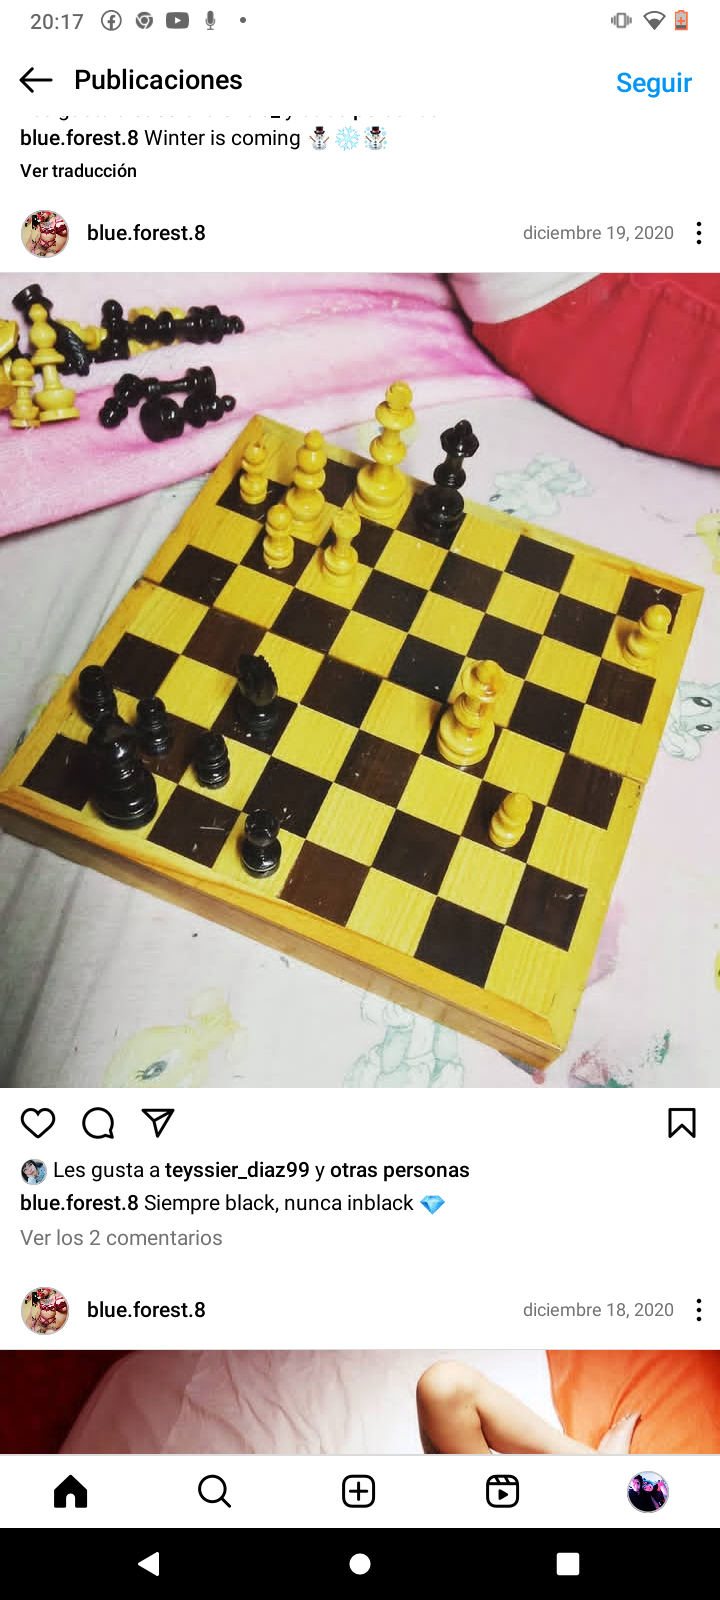 20:17
Publicaciones
Seguir
blue.forest.8 Winter is coming ⛄❄️☃️
Ver traducción
blue.forest.8
diciembre 19, 2020
Les gusta a teyssier_diaz99 y otras personas
blue.forest.8 Siempre black, nunca inblack 💎
Ver los 2 comentarios
blue.forest.8
diciembre 18, 2020